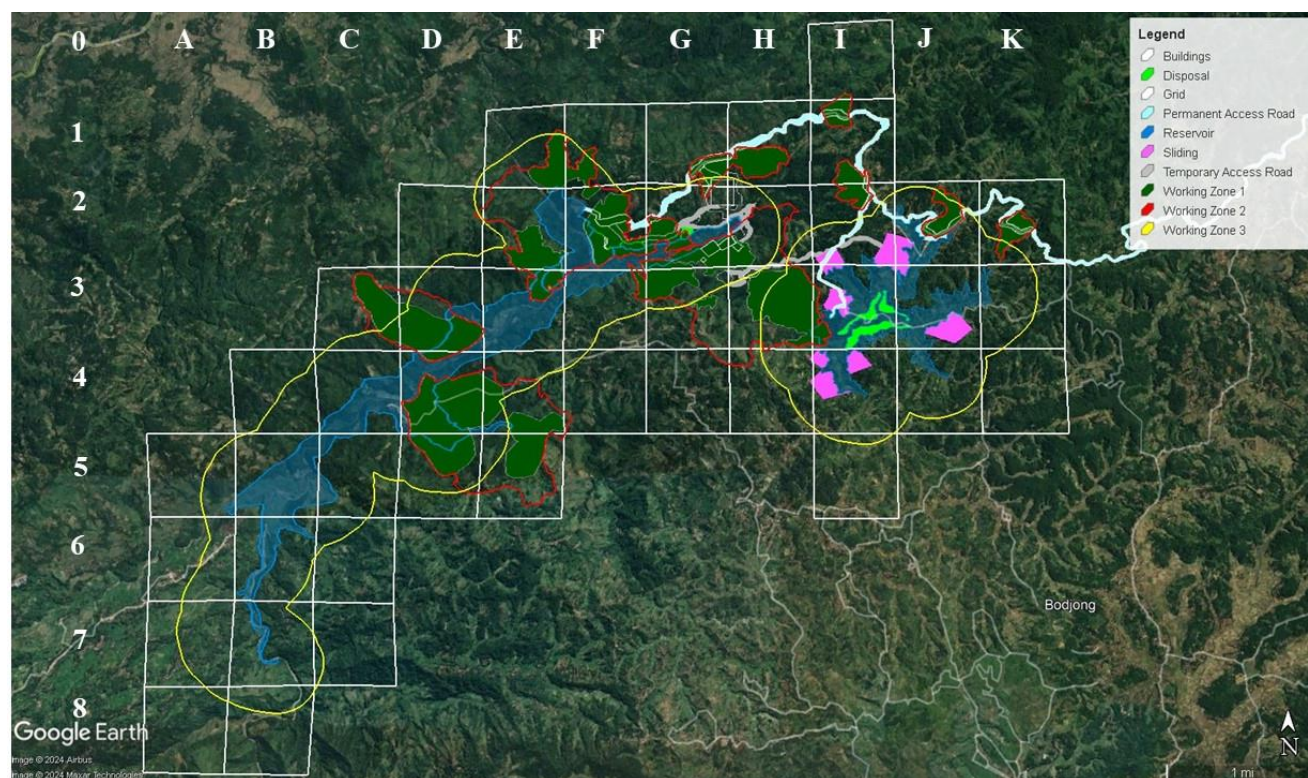 0 A B C D E F G H I J K
Legend
Buildings
Disposal
Grid
Permanent Access Road
Reservoir
Sliding
Temporary Access Road
Working Zone 1
Working Zone 2
Working Zone 3
1
2
3
4
5
6
7
8
Bodjong
Google Earth
Image © 2024 Airbus
Image © 2024 Maxar Technologies
N
1 mi